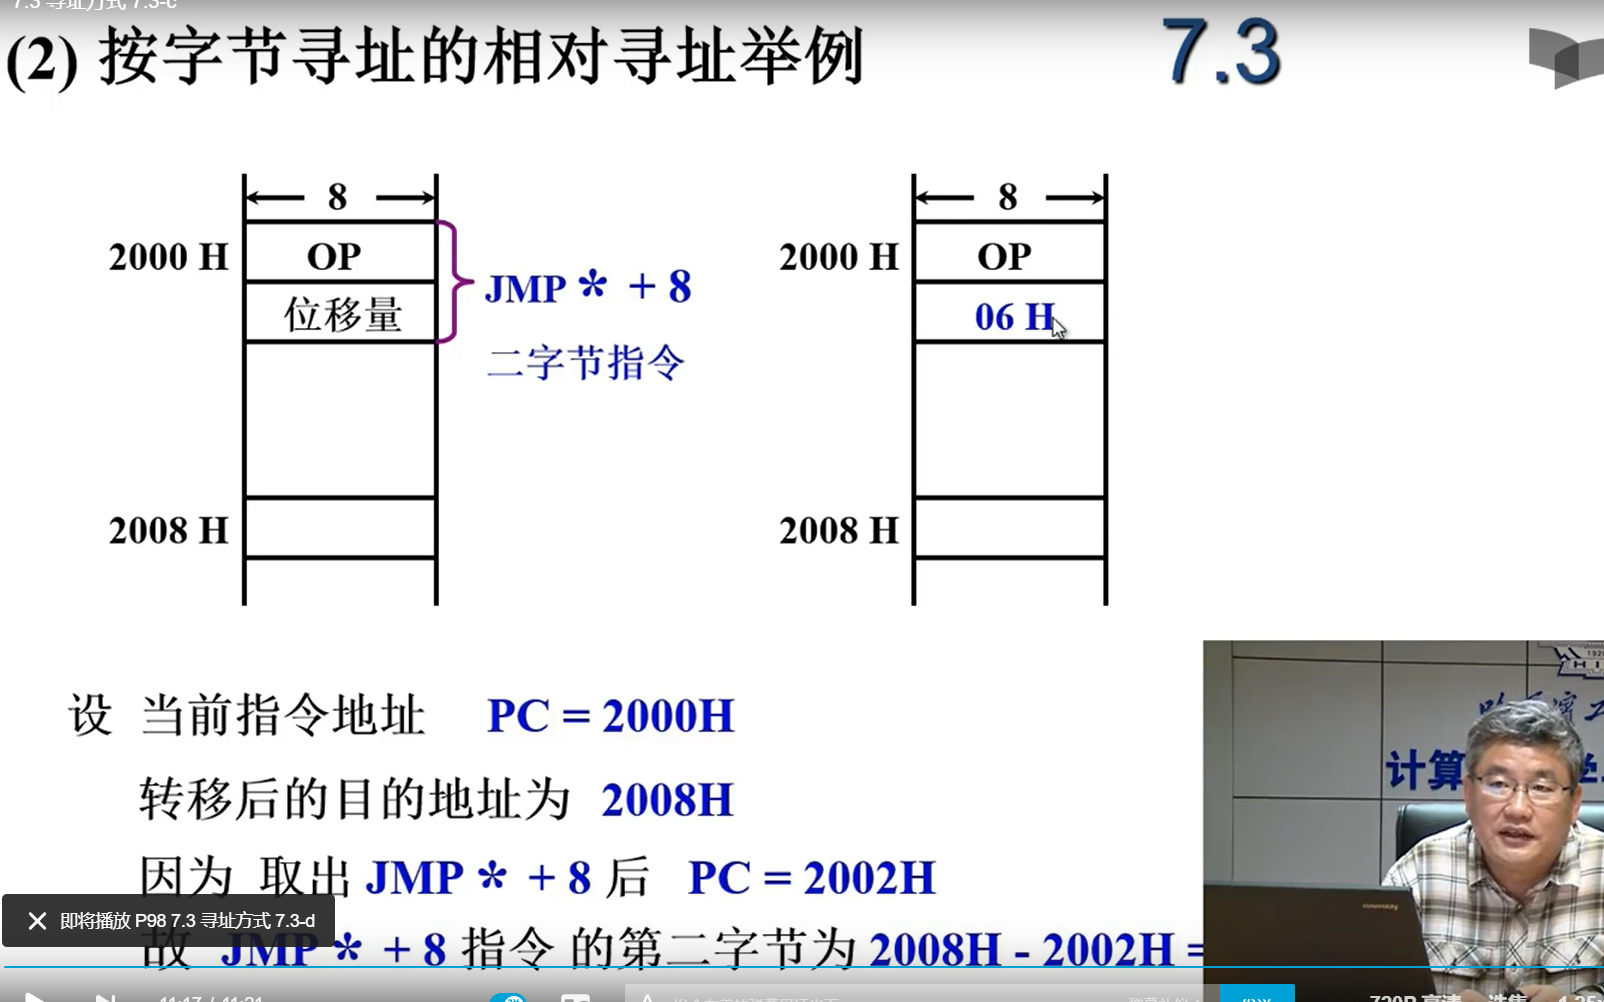 7.3 寻址方式 7.3-c
(2) 按字节寻址的相对寻址举例
7.3
8
2000 H
OP
位移量
JMP * + 8
二字节指令
2008 H
8
2000 H
OP
06 H
2008 H
设 当前指令地址 PC = 2000H
转移后的目的地址为 2008H
因为 取出 JMP * + 8 后 PC = 2002H
即将播放 P98 7.3 寻址方式 7.3-d
故 JMP * + 8 指令 的第二字节为 2008H - 2002H =
计算
11:17 / 11:21
720P 高清 选集